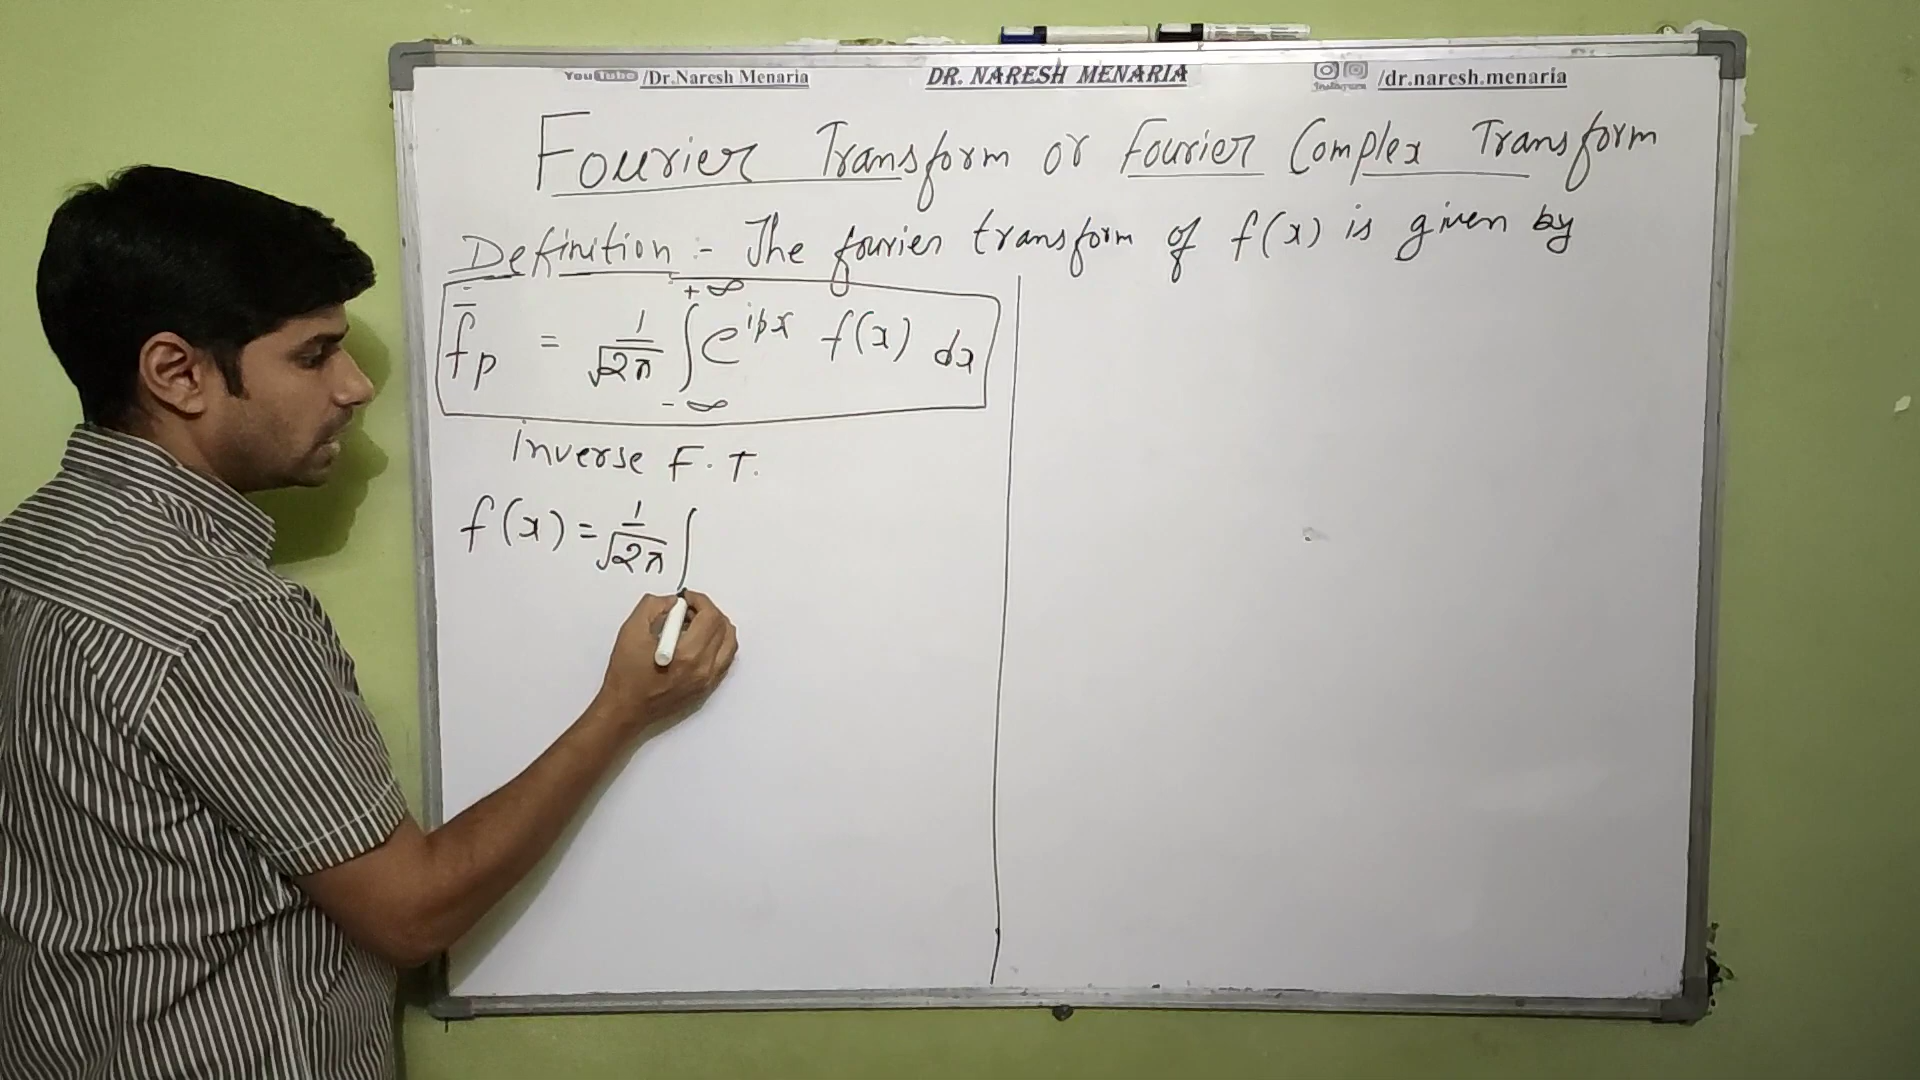 YouTube /Dr.Naresh Menaria DR. NARESH MENARIA /dr.naresh.menaria
Fourier Transform or Fourier Complex Transform
Definition :- The fourier transform of f(x) is given by
f̄p = 1/√2π ∫ -∞ +∞ e^ipx f(x) dx
Inverse F.T.
f(x) = 1/√2π ∫